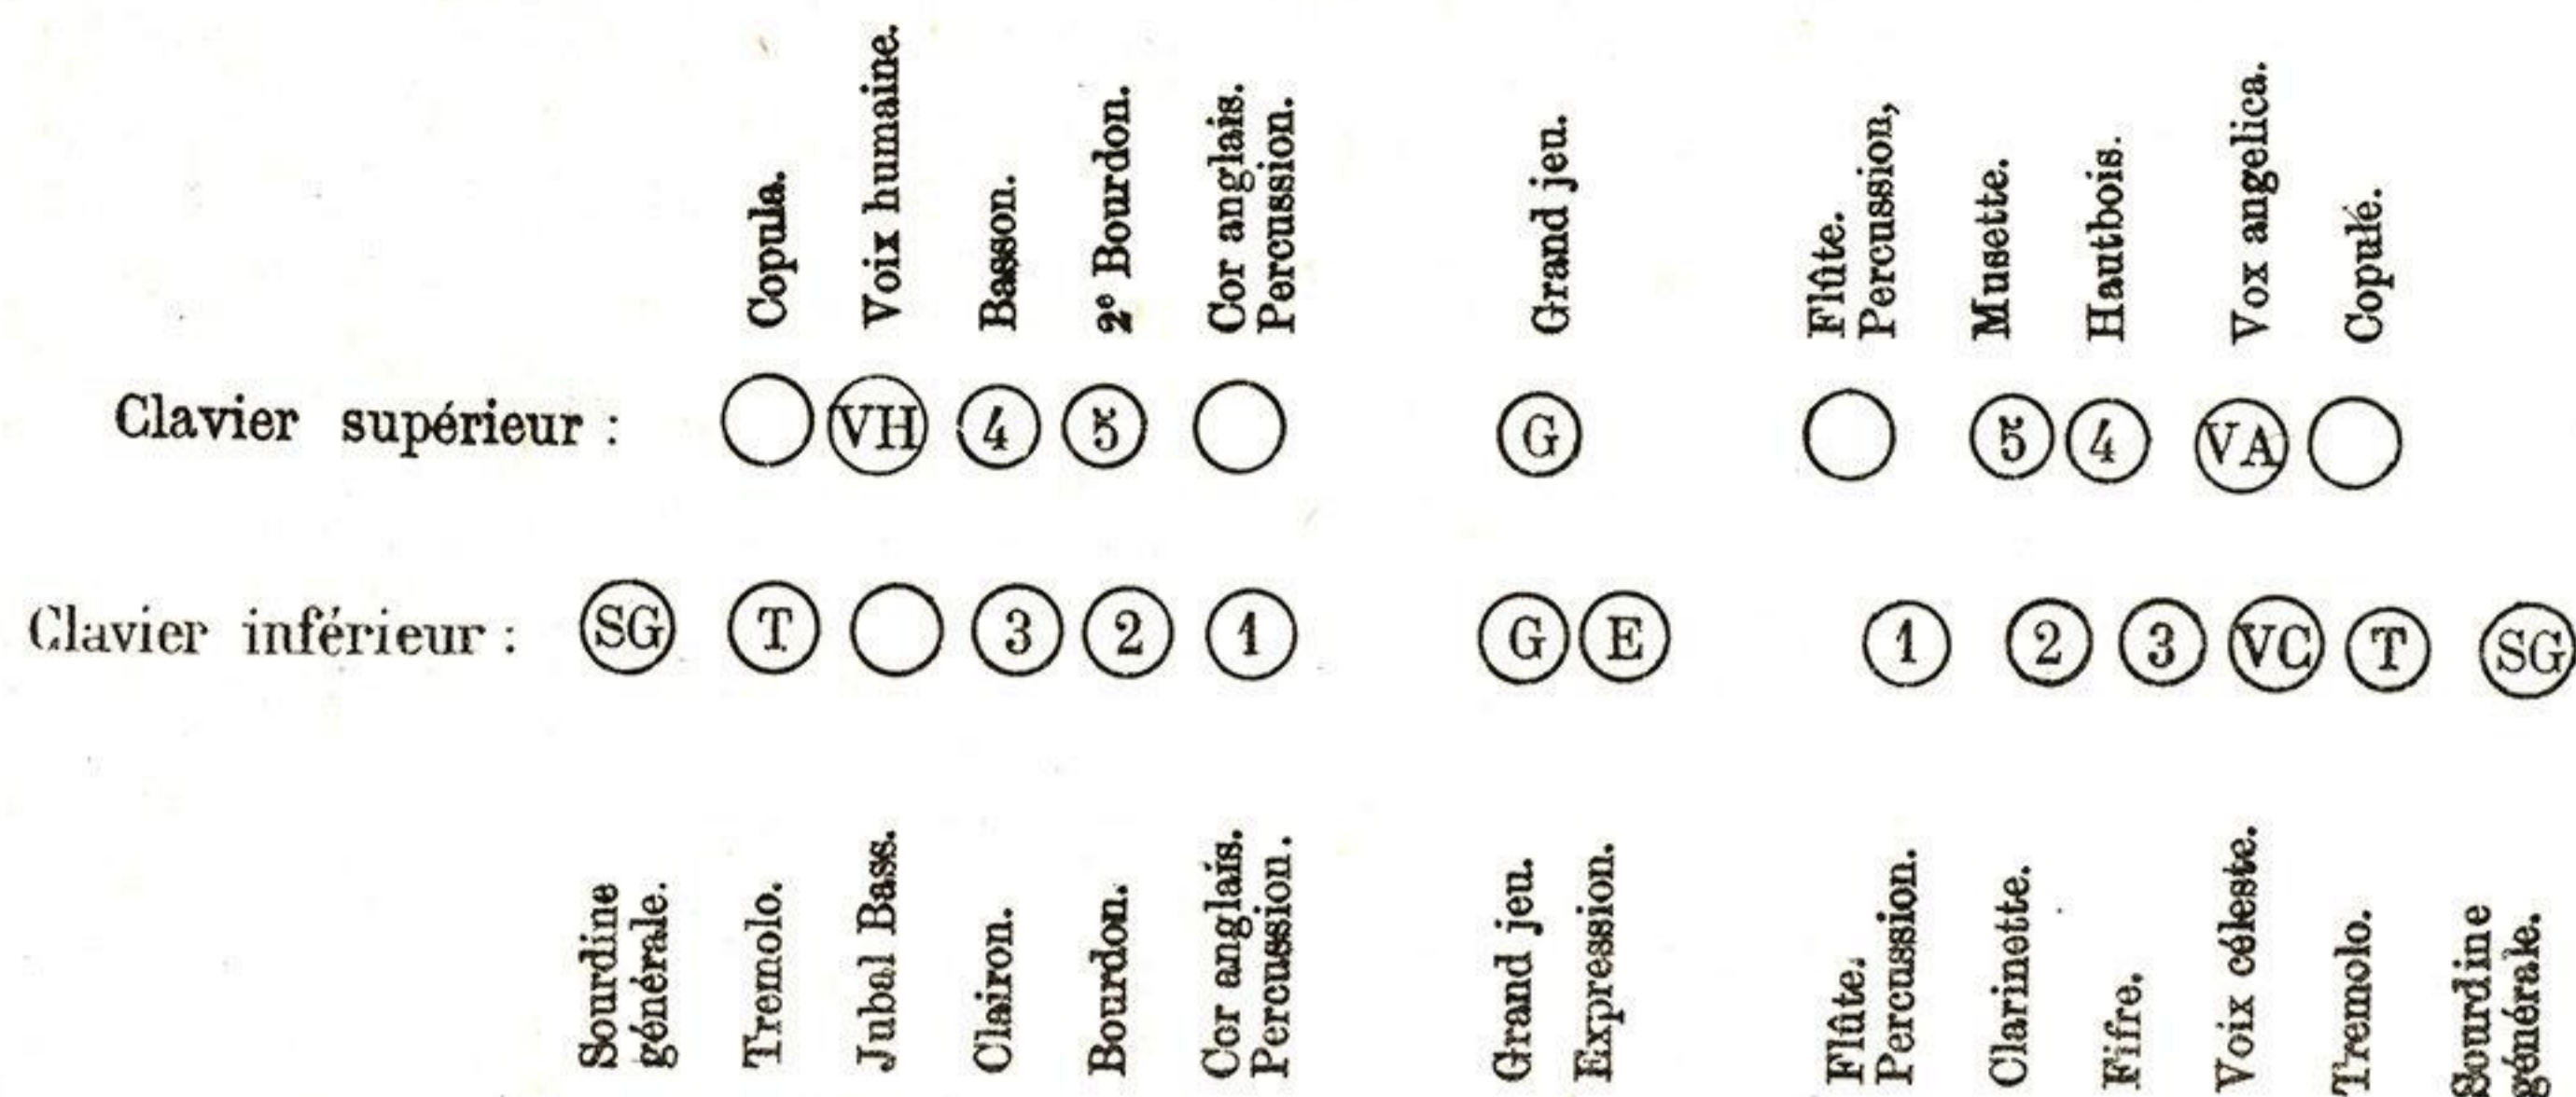 Copula.
Voix humaine.
Basson.
2e Bourdon.
Cor anglais.
Percussion.
Grand jeu.
Flûte.
Percussion,
Musette.
Hautbois.
Vox angelica.
Copulé.
Clavier supérieur : VH 4 5 G 5 4 VA
Clavier inférieur : SG T 3 2 1 G E 1 2 3 VC T SG
Sourdine
générale.
Tremolo.
Jubal Bass.
Clairon.
Bourdon.
Cor anglais.
Percussion.
Grand jeu.
Expression.
Flûte.
Percussion.
Clarinette.
Fifre.
Voix céleste.
Tremolo.
Sourdine
générale.